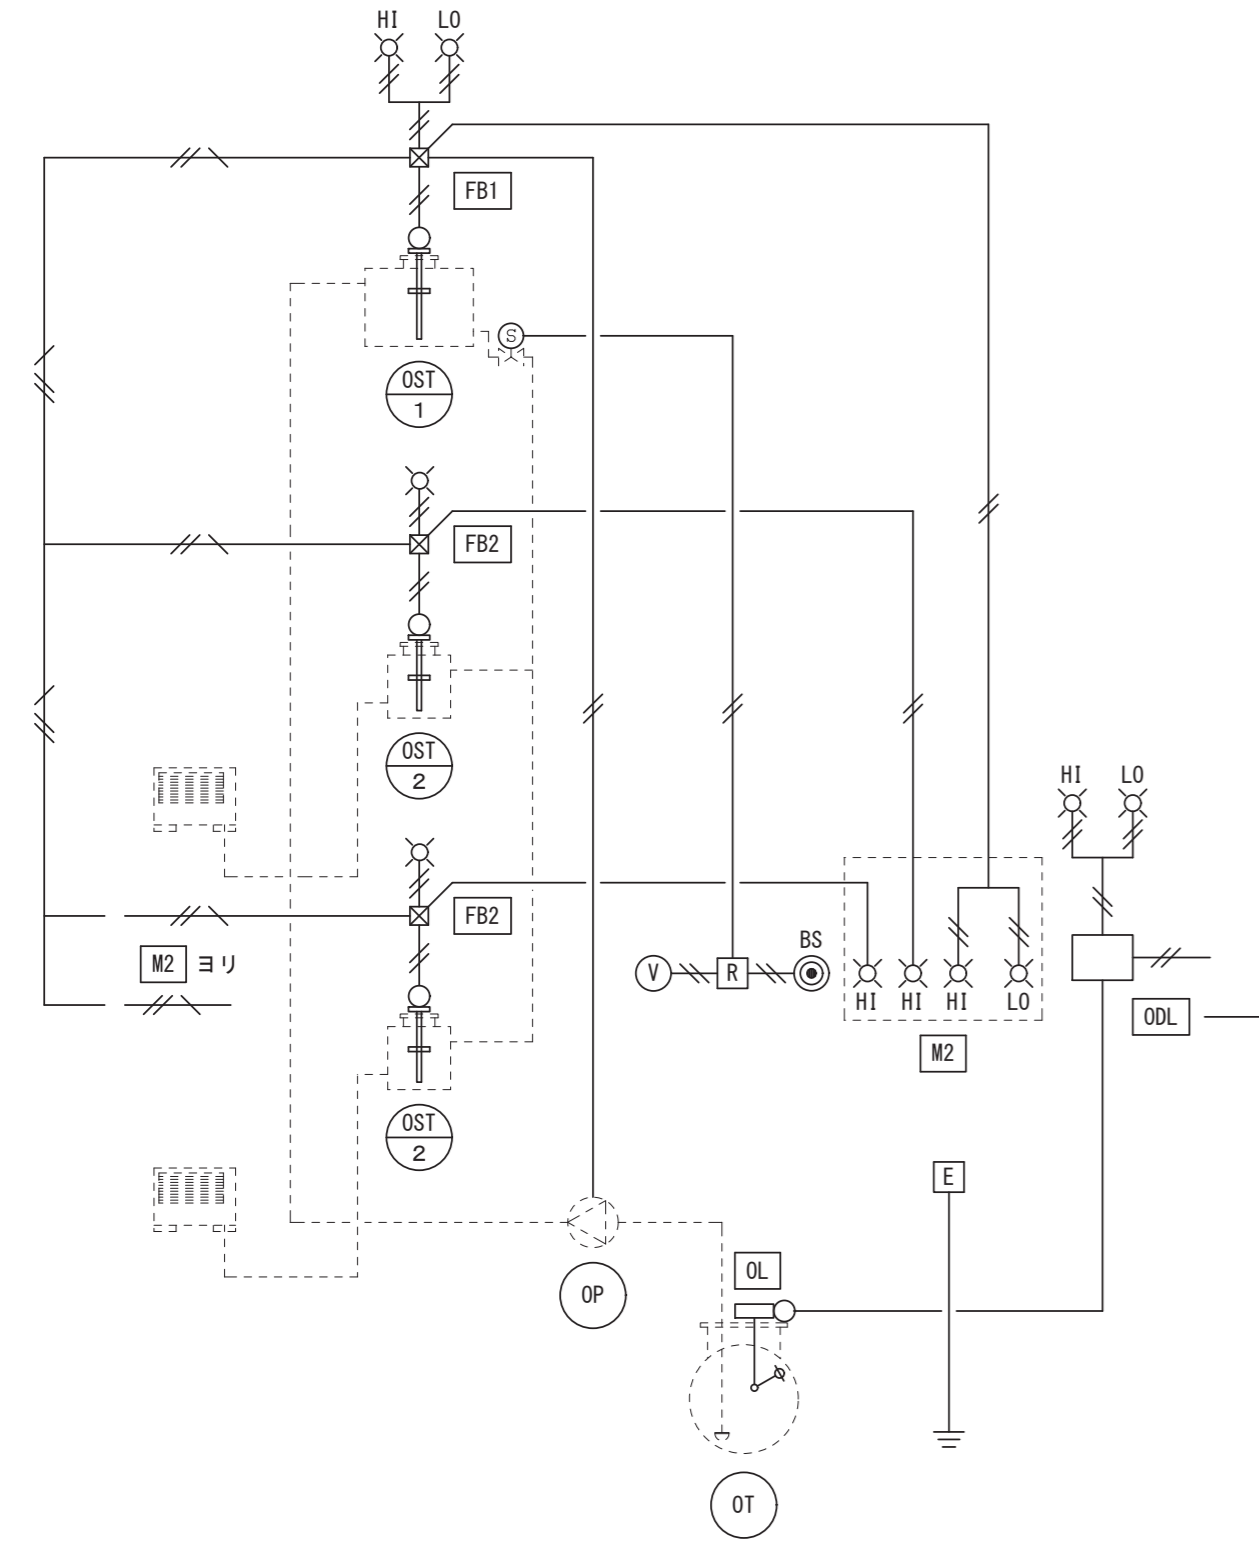 HI LO
FB1
S
OST
1
FB2
OST
2
HI LO
FB2
BS
M2 ヨリ
V R
HI HI HI LO
ODL
M2
OST
2
E
OL
OP
OT